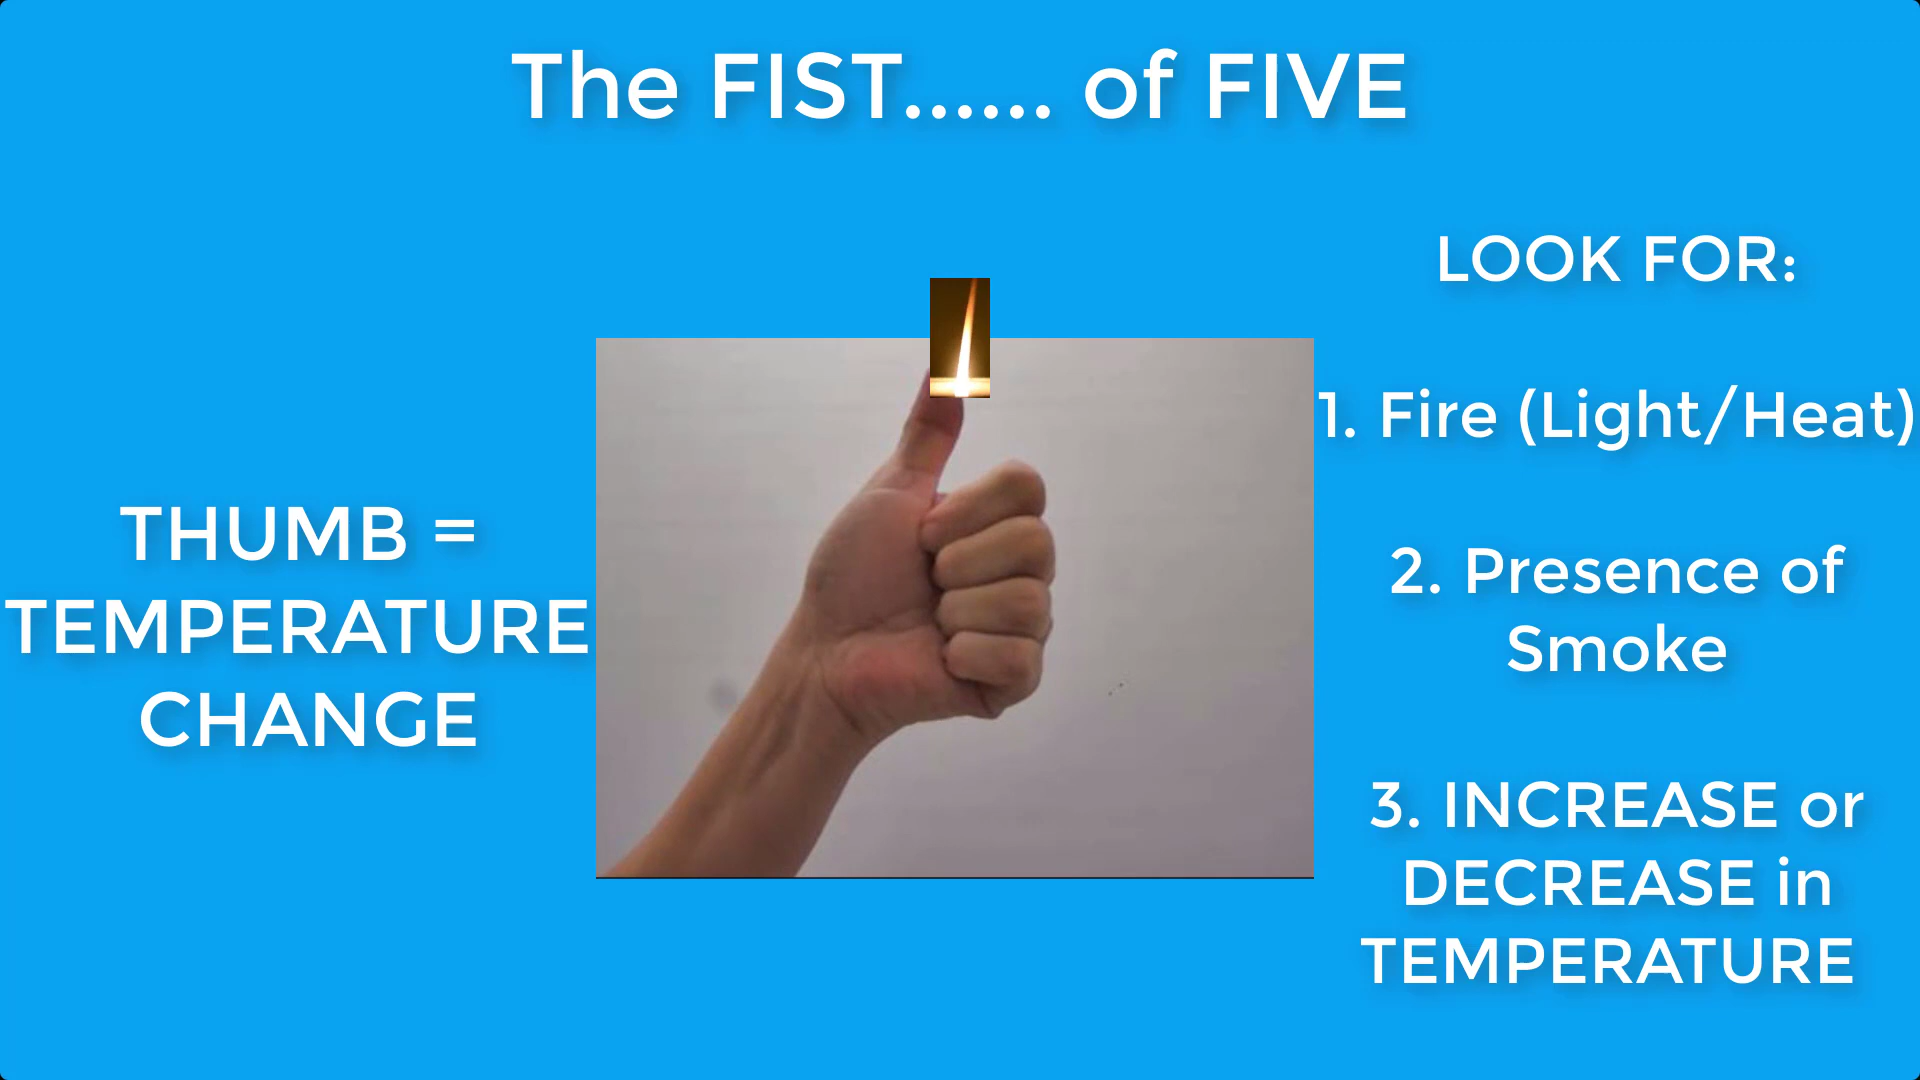 The FIST...... of FIVE
THUMB =
TEMPERATURE
CHANGE
LOOK FOR:
1. Fire (Light/Heat)
2. Presence of
Smoke
3. INCREASE or
DECREASE in
TEMPERATURE